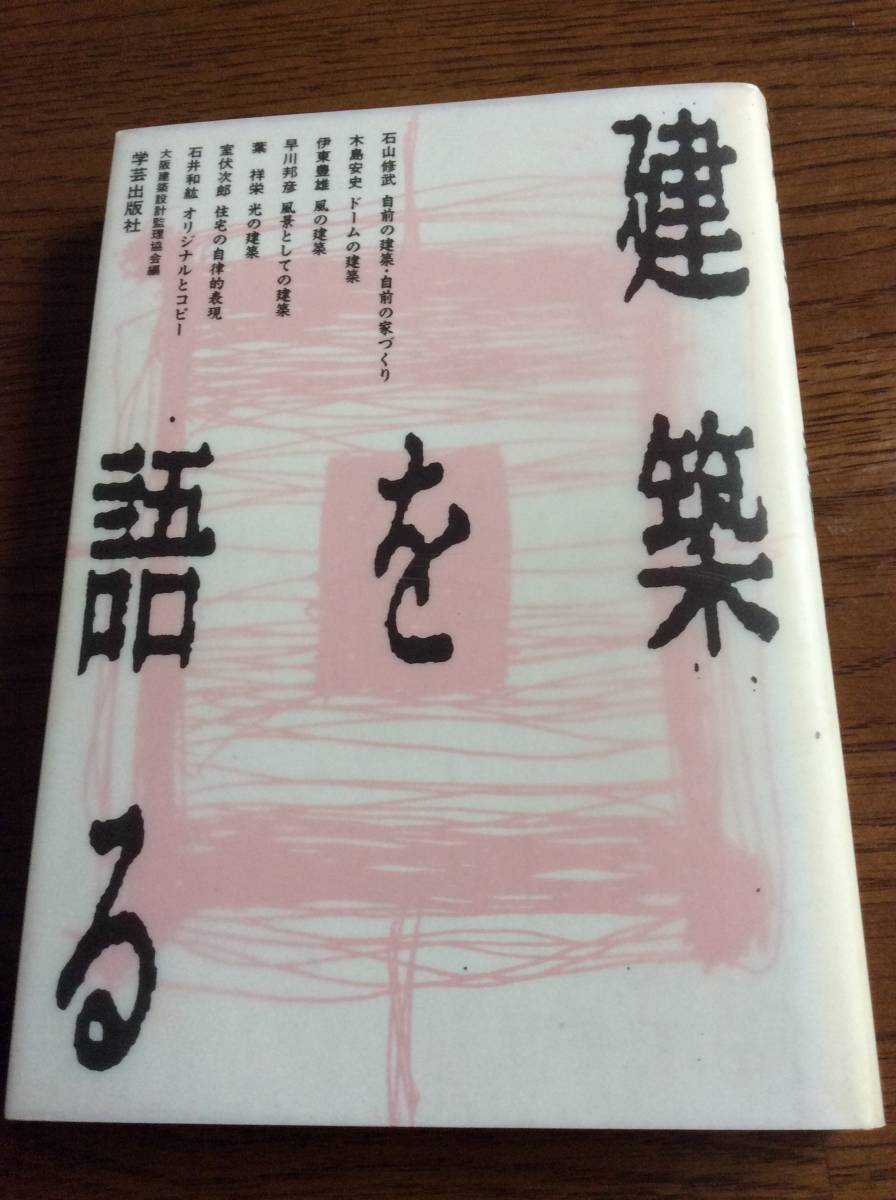 建築
を
語る
石山修武 自前の建築・自前の家づくり
木島安史 ドームの建築
伊東豊雄 風の建築
早川邦彦 風景としての建築
葉 祥栄 光の建築
室伏次郎 住宅の自律的表現
石井和紘 オリジナルとコピー
大阪建築設計監理協会編
学芸出版社